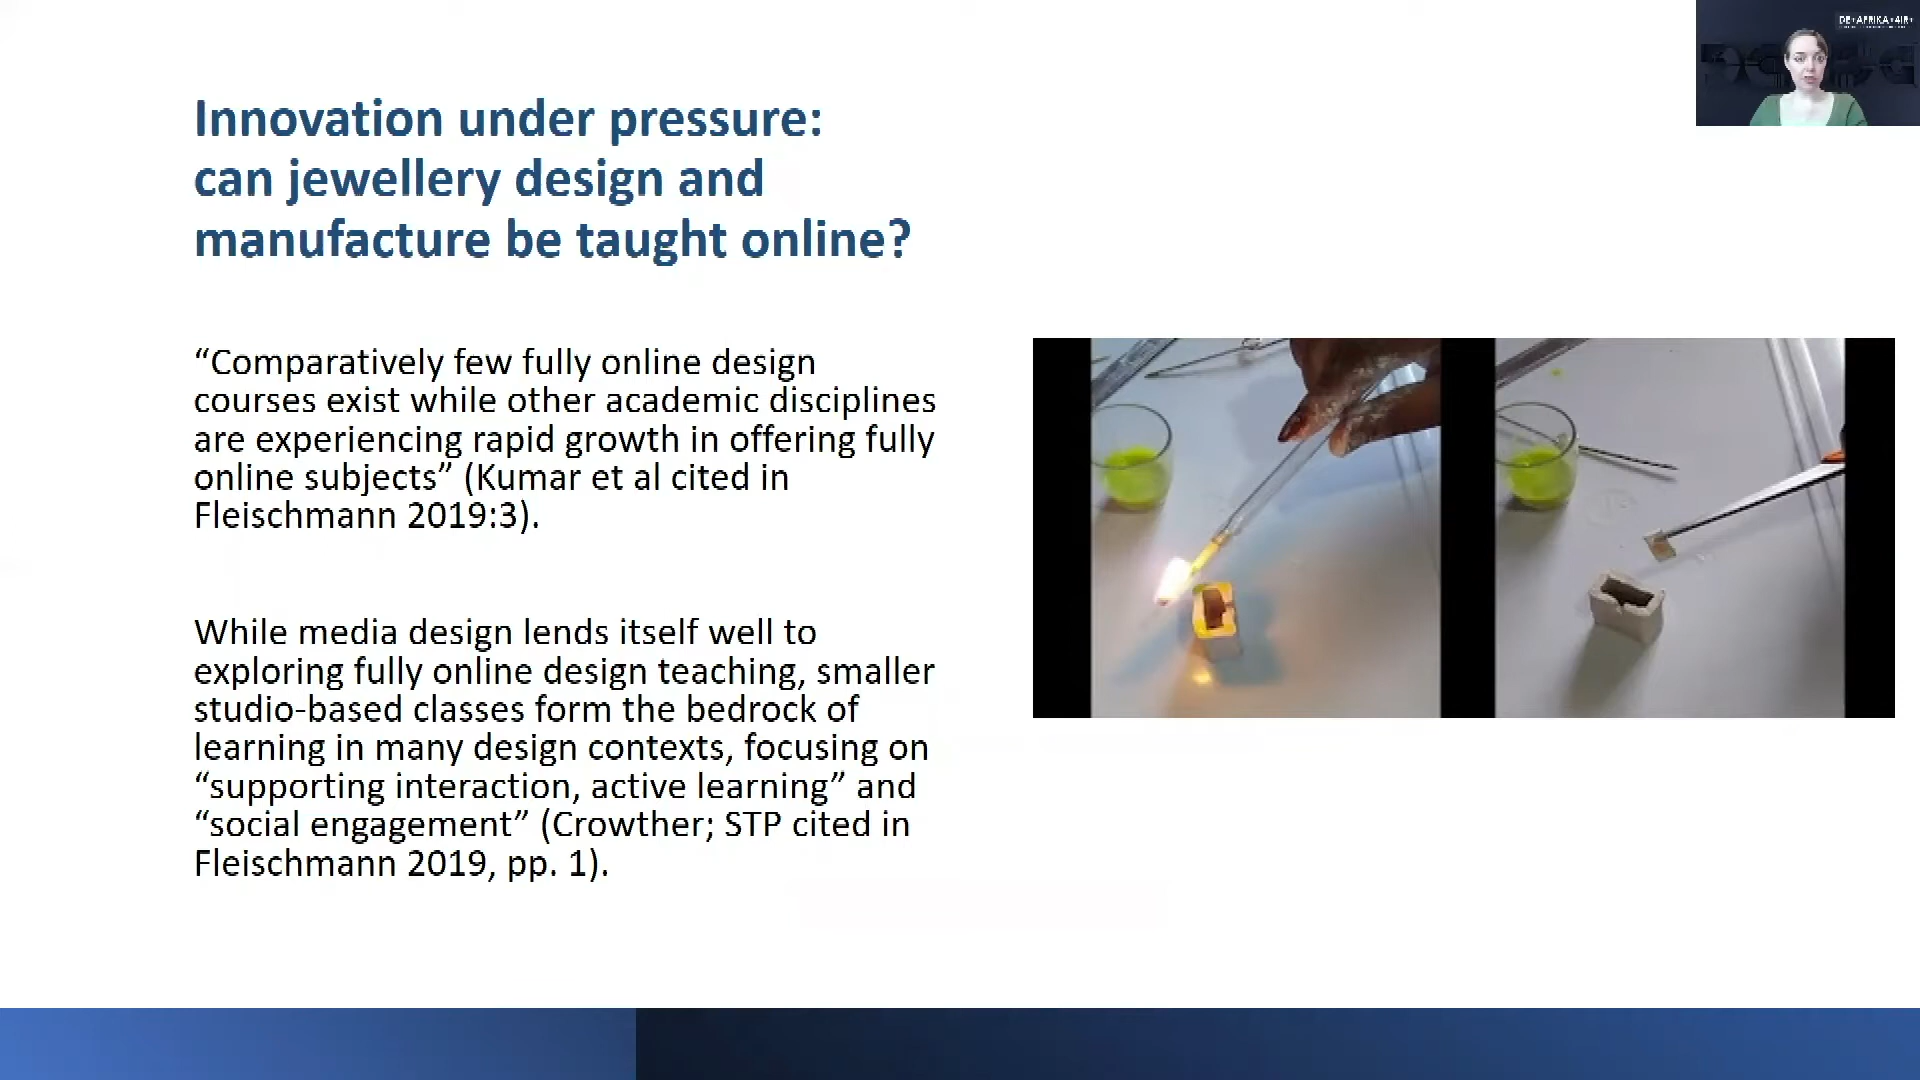 DE+AFRIKA+4IR+
Innovation under pressure:
can jewellery design and
manufacture be taught online?
“Comparatively few fully online design
courses exist while other academic disciplines
are experiencing rapid growth in offering fully
online subjects” (Kumar et al cited in
Fleischmann 2019:3).
While media design lends itself well to
exploring fully online design teaching, smaller
studio-based classes form the bedrock of
learning in many design contexts, focusing on
“supporting interaction, active learning” and
“social engagement” (Crowther; STP cited in
Fleischmann 2019, pp. 1).